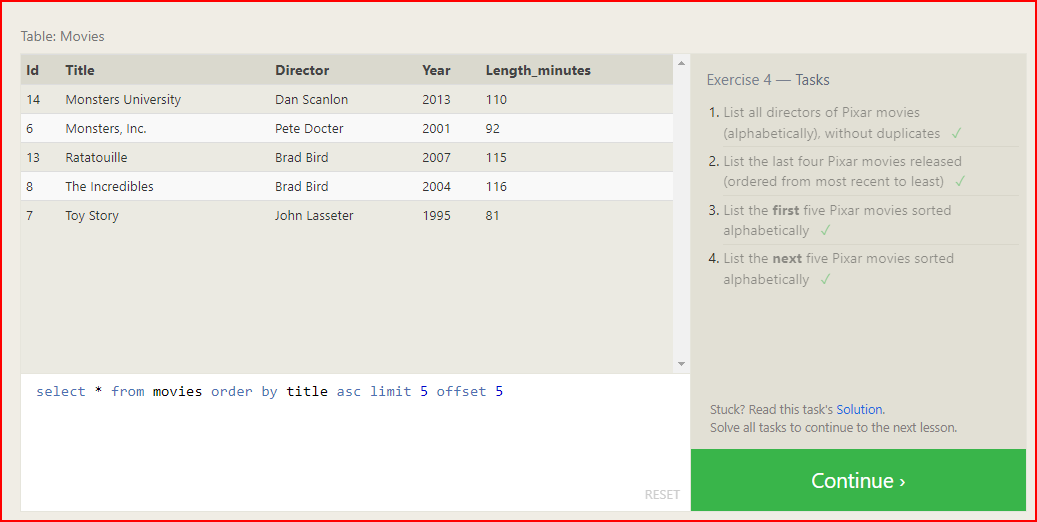 Table: Movies
Id Title Director Year Length_minutes
14 Monsters University Dan Scanlon 2013 110
6 Monsters, Inc. Pete Docter 2001 92
13 Ratatouille Brad Bird 2007 115
8 The Incredibles Brad Bird 2004 116
7 Toy Story John Lasseter 1995 81
select * from movies order by title asc limit 5 offset 5
RESET
Exercise 4 — Tasks
1. List all directors of Pixar movies
(alphabetically), without duplicates ✓
2. List the last four Pixar movies released
(ordered from most recent to least) ✓
3. List the first five Pixar movies sorted
alphabetically ✓
4. List the next five Pixar movies sorted
alphabetically ✓
Stuck? Read this task's Solution.
Solve all tasks to continue to the next lesson.
Continue ›